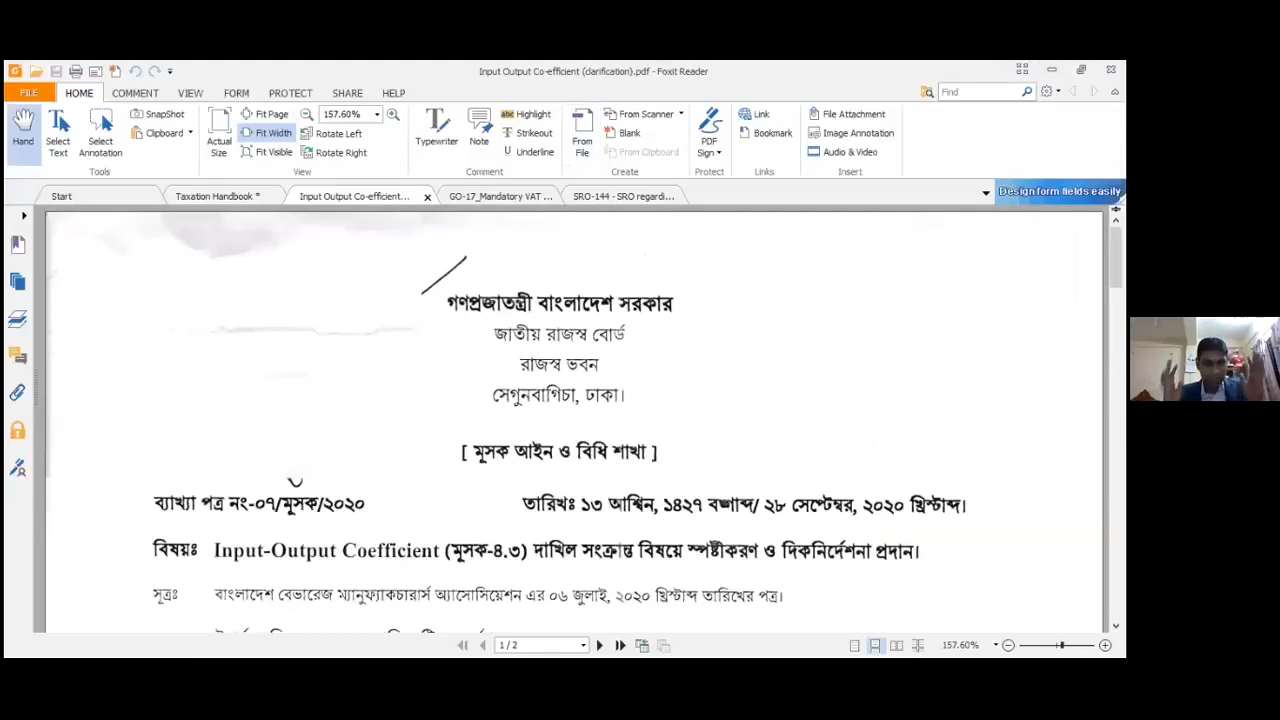 Input Output Co-efficient (clarification).pdf - Foxit Reader
FILE HOME COMMENT VIEW FORM PROTECT SHARE HELP
Find
Hand
Select Text
Select Annotation
SnapShot
Clipboard
Tools
Actual Size
Fit Page
Fit Width
Fit Visible
157.60%
Rotate Left
Rotate Right
View
Typewriter
Note
Highlight
Strikeout
Underline
Comment
From File
From Scanner
Blank
From Clipboard
Create
PDF Sign
Protect
Link
Bookmark
Links
File Attachment
Image Annotation
Audio & Video
Insert
Start
Taxation Handbook *
Input Output Co-efficient...
GO-17_Mandatory VAT ...
SRO-144 - SRO regardi...
Design form fields easily
গণপ্রজাতন্ত্রী বাংলাদেশ সরকার
জাতীয় রাজস্ব বোর্ড
রাজস্ব ভবন
সেগুনবাগিচা, ঢাকা।
[ মূসক আইন ও বিধি শাখা ]
ব্যাখ্যা পত্র নং-০৭/মূসক/২০২০ তারিখঃ ১৩ আশ্বিন, ১৪২৭ বঙ্গাব্দ/ ২৮ সেপ্টেম্বর, ২০২০ খ্রিস্টাব্দ।
বিষয়ঃ Input-Output Coefficient (মূসক-৪.৩) দাখিল সংক্রান্ত বিষয়ে স্পষ্টীকরণ ও দিকনির্দেশনা প্রদান।
সূত্রঃ বাংলাদেশ বেভারেজ ম্যানুফ্যাকচারার্স অ্যাসোসিয়েশন এর ০৬ জুলাই, ২০২০ খ্রিস্টাব্দ তারিখের পত্র।
1 / 2
157.60%